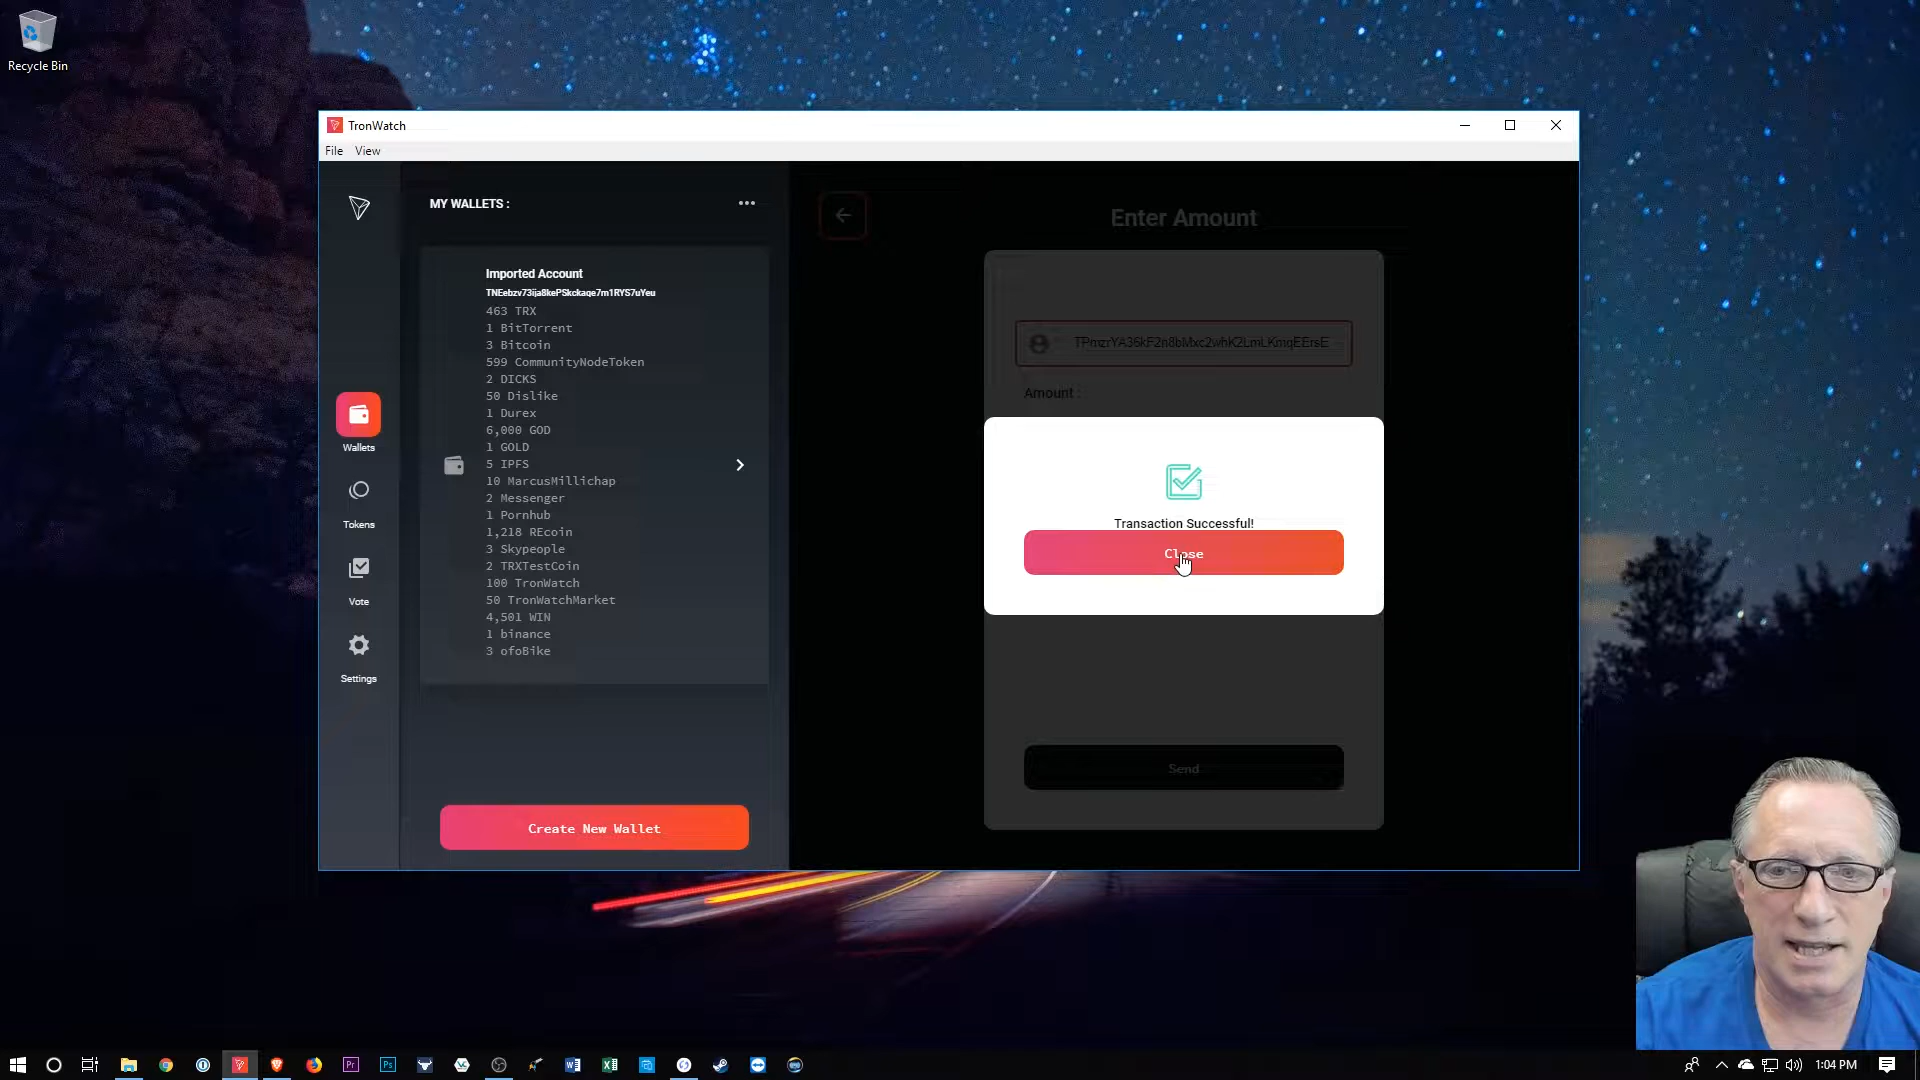 Recycle Bin
TronWatch
File View
MY WALLETS :
•••
Enter Amount
Imported Account
TNEebzv73ija8kePSkckaqe7m1RYS7uYeu
463 TRX
1 BitTorrent
3 Bitcoin
599 CommunityNodeToken
2 DICKS
50 Dislike
1 Durex
6,000 GOD
1 GOLD
5 IPFS
10 MarcusMillichap
2 Messenger
1 Pornhub
1,218 REcoin
3 Skypeople
2 TRXTestCoin
100 TronWatch
50 TronWatchMarket
4,501 WIN
1 binance
3 ofoBike
Wallets
Tokens
Vote
Settings
Create New Wallet
TPmzrYA36kF2n8bMxc2whK2LmLKmqEErsE
Amount :
Transaction Successful!
Close
Send
Pr
Ps
1:04 PM